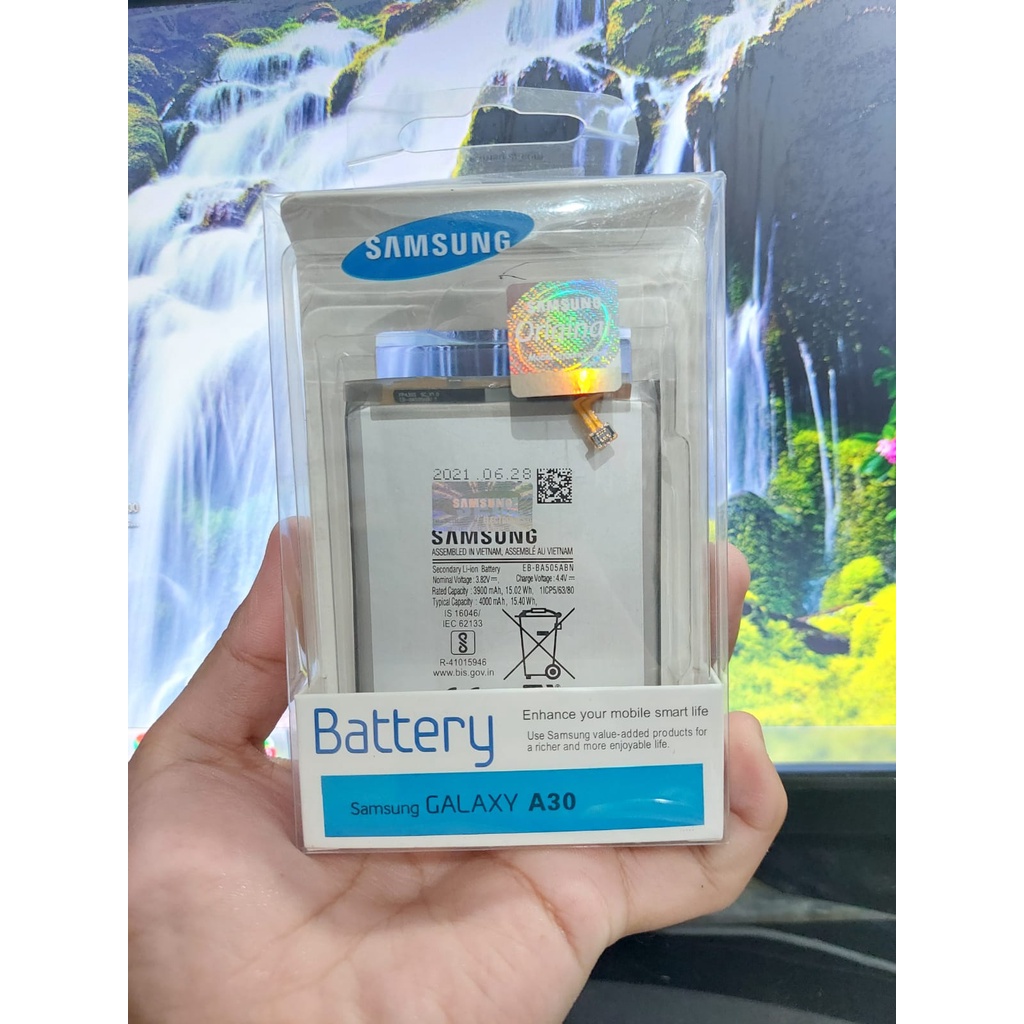 SAMSUNG
SAMSUNG
Original
2021.06.28
SAMSUNG
SAMSUNG
ASSEMBLED IN VIETNAM, ASSEMBLÉ AU VIETNAM
Secondary Li-ion Battery EB-BA505ABN
Nominal Voltage : 3.82V⎓ Charge Voltage : 4.4V⎓
Rated Capacity : 3900 mAh, 15.02 Wh, 1ICP5/63/80
Typical Capacity : 4000 mAh, 15.40 Wh,
IS 16046/
IEC 62133
R-41015946
www.bis.gov.in
Battery
Enhance your mobile smart life
Use Samsung value-added products for
a richer and more enjoyable life.
Samsung GALAXY A30